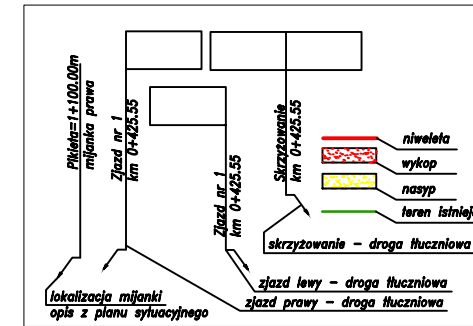 Pikieta=1+100.00m
mijanka prawa
Zjazd nr 1
km 0+425.55
Zjazd nr 1
km 0+425.55
Skrzyżowanie
km 0+425.55
niweleta
wykop
nasyp
teren istniej
skrzyżowanie - droga tłuczniowa
zjazd lewy - droga tłuczniowa
zjazd prawy - droga tłuczniowa
lokalizacja mijanki
opis z planu sytuacyjnego